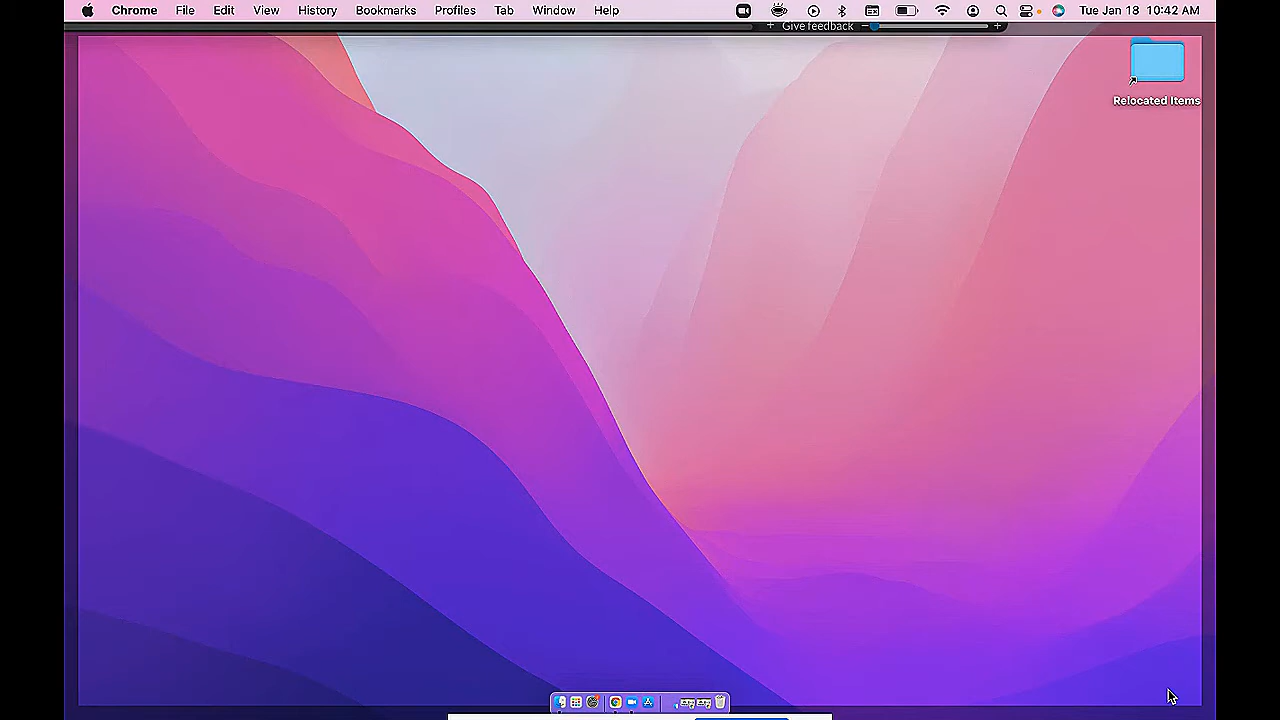 Chrome File Edit View History Bookmarks Profiles Tab Window Help Tue Jan 18 10:42 AM
+ Give feedback − +
Relocated Items